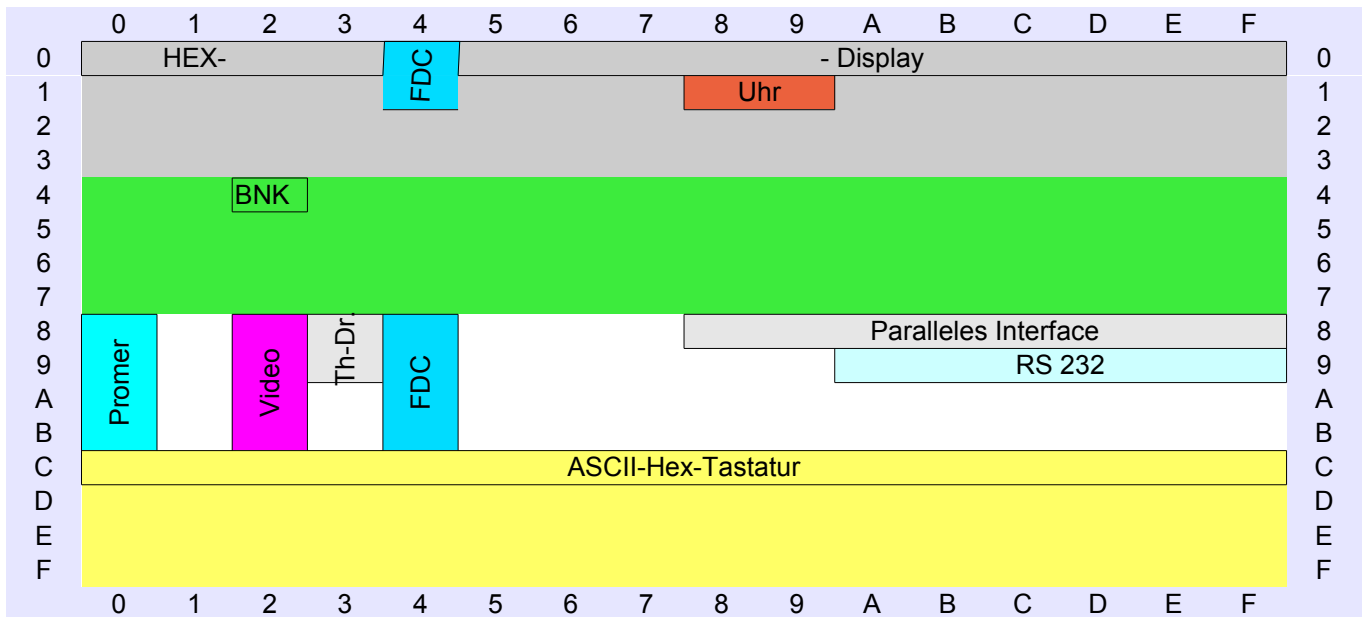 0 1 2 3 4 5 6 7 8 9 A B C D E F
0 HEX- FDC - Display 0
1 Uhr 1
2 2
3 3
4 BNK 4
5 5
6 6
7 7
8 Promer Video Th-Dr. FDC Paralleles Interface 8
9 RS 232 9
A A
B B
C ASCII-Hex-Tastatur C
D D
E E
F F
0 1 2 3 4 5 6 7 8 9 A B C D E F